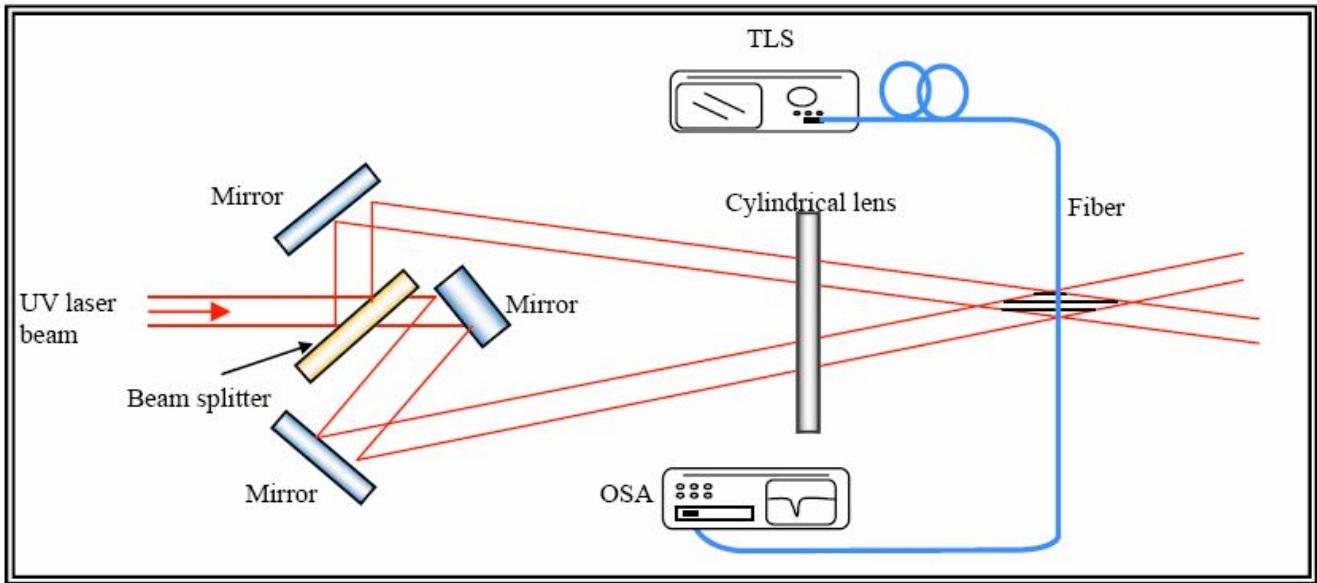 TLS
Mirror
Cylindrical lens
Fiber
UV laser
beam
Mirror
Beam splitter
Mirror
OSA